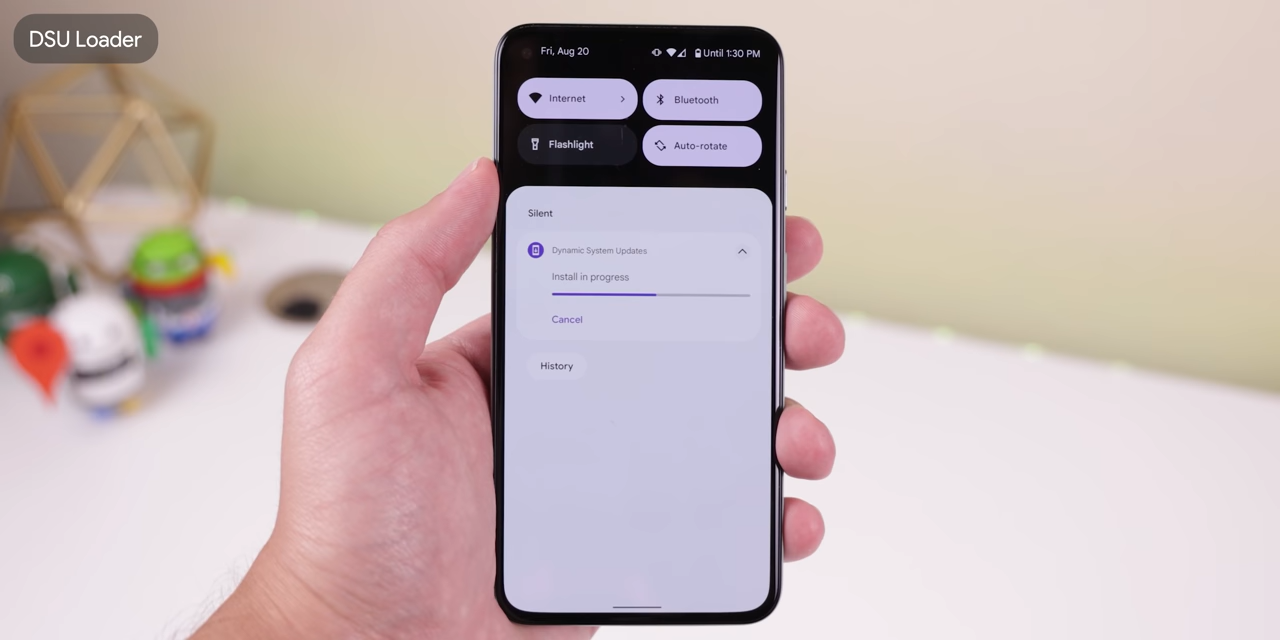 DSU Loader
Fri, Aug 20
Until 1:30 PM
Internet
Bluetooth
Flashlight
Auto-rotate
Silent
Dynamic System Updates
Install in progress
Cancel
History